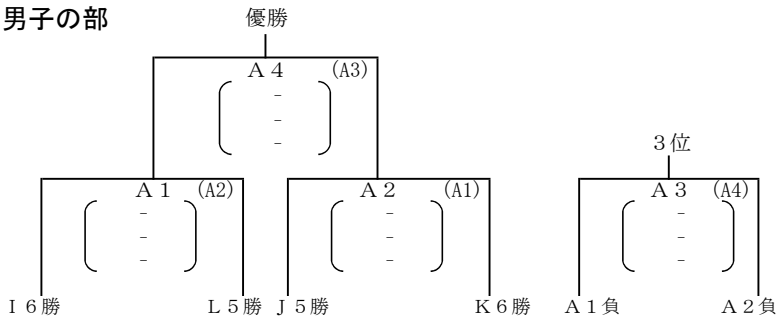 男子の部
優勝
Ａ４ (A3)
-
-
-
３位
Ａ１ (A2) Ａ２ (A1) Ａ３ (A4)
- - -
- - -
- - -
Ｉ６勝 Ｌ５勝 Ｊ５勝 Ｋ６勝 Ａ１負 Ａ２負